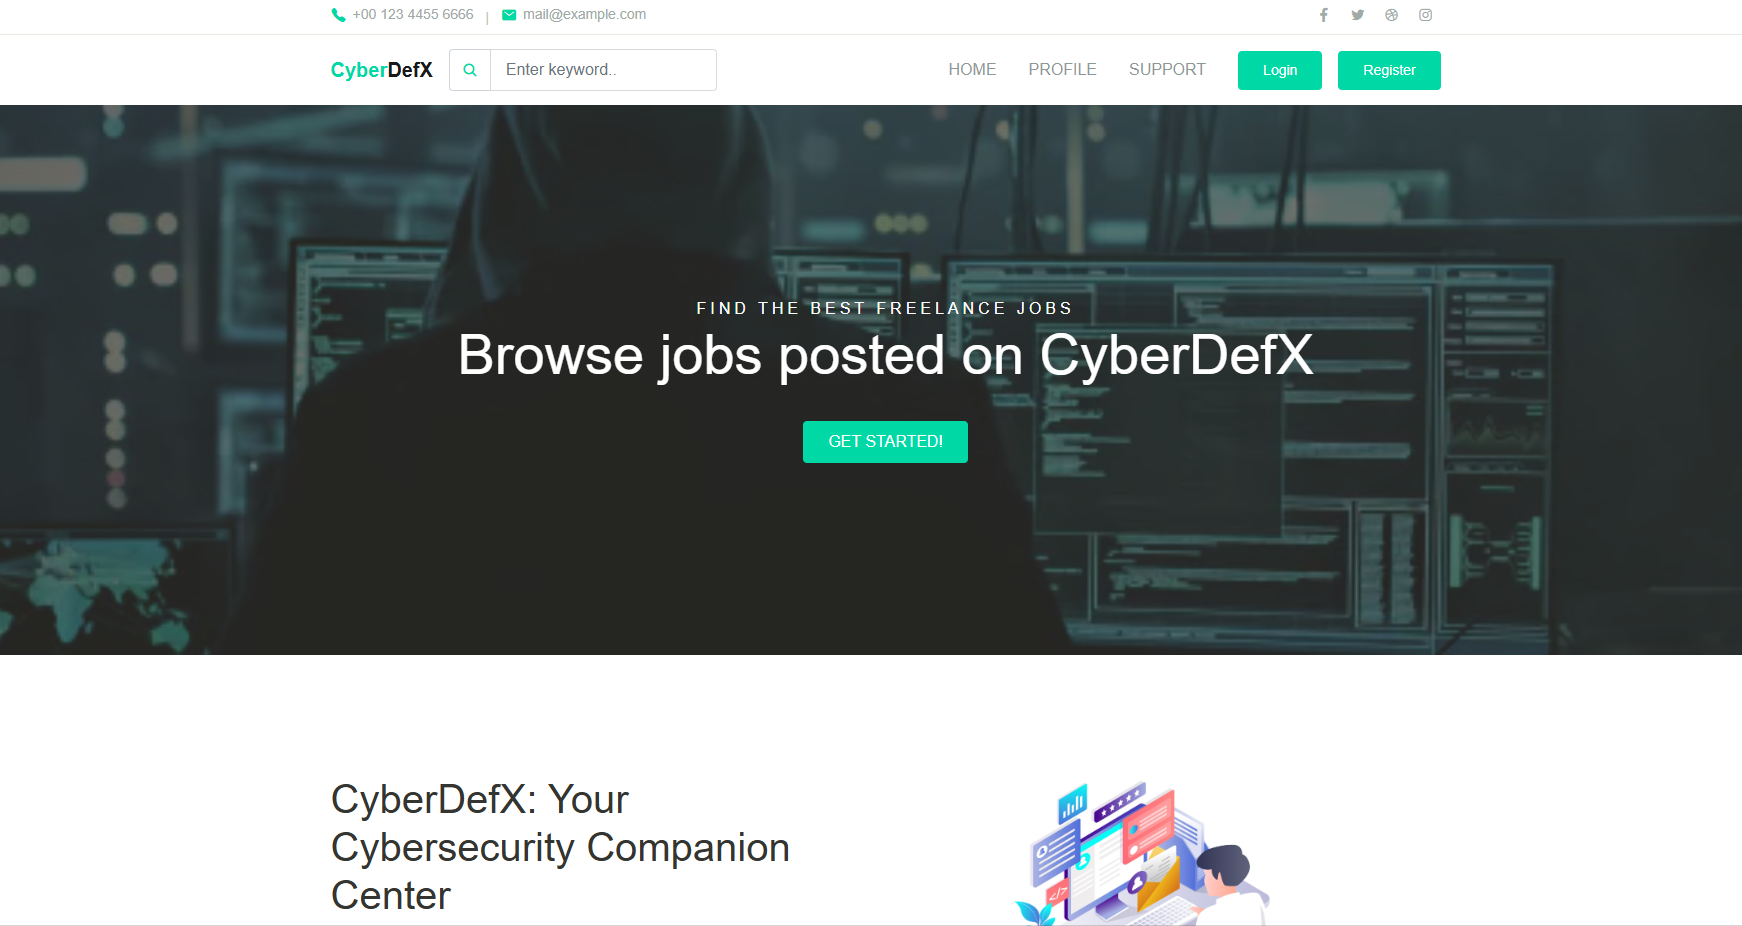 +00 123 4455 6666 | mail@example.com
CyberDefX Enter keyword.. HOME PROFILE SUPPORT Login Register
FIND THE BEST FREELANCE JOBS
Browse jobs posted on CyberDefX
GET STARTED!
CyberDefX: Your
Cybersecurity Companion
Center